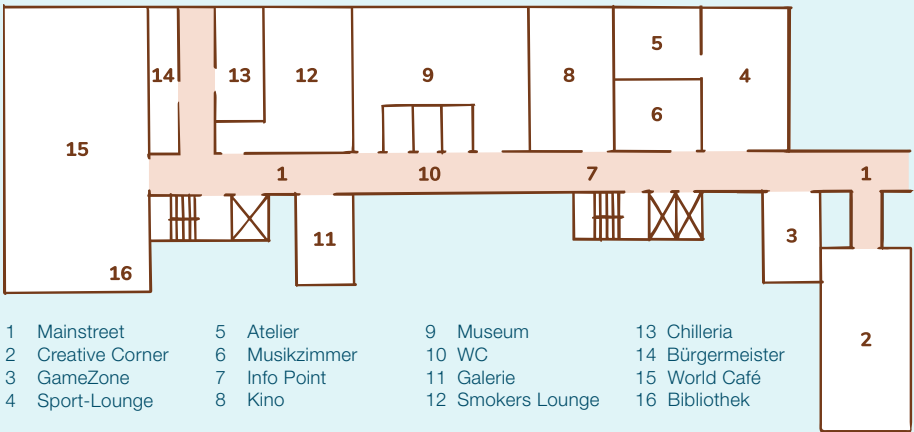 5
14
13
12
9
8
4
6
15
1
10
7
1
11
3
16
2
1 Mainstreet
2 Creative Corner
3 GameZone
4 Sport-Lounge
5 Atelier
6 Musikzimmer
7 Info Point
8 Kino
9 Museum
10 WC
11 Galerie
12 Smokers Lounge
13 Chilleria
14 Bürgermeister
15 World Café
16 Bibliothek